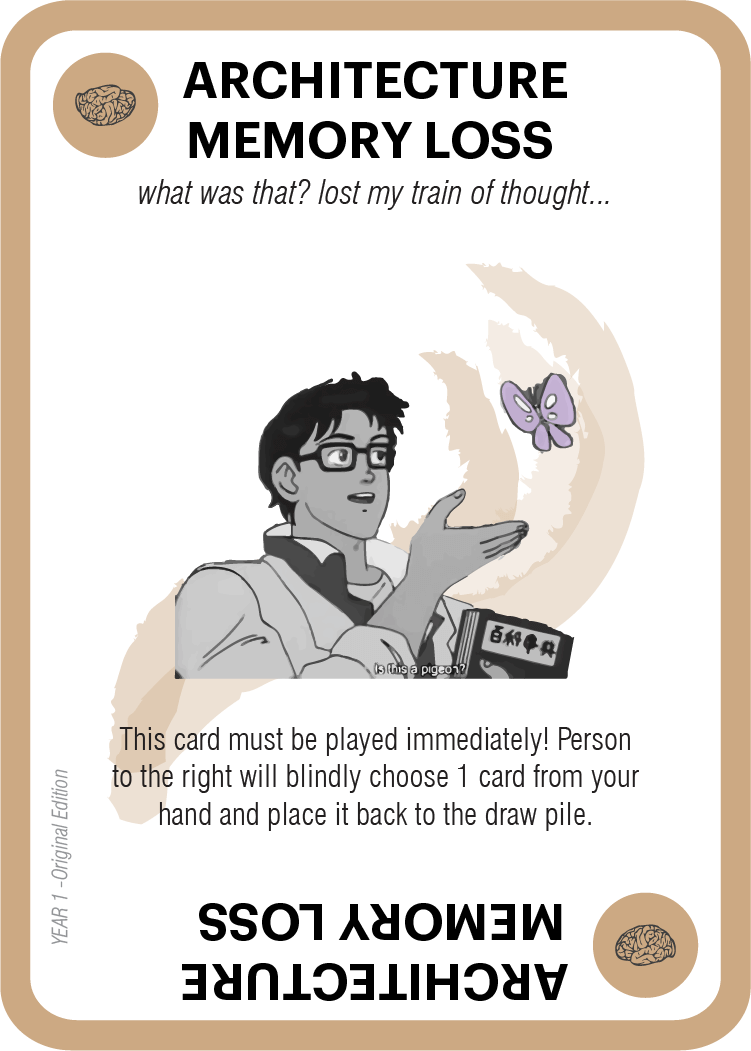 ARCHITECTURE
MEMORY LOSS
what was that? lost my train of thought...
百科事典
Is this a pigeon?
This card must be played immediately! Person
to the right will blindly choose 1 card from your
hand and place it back to the draw pile.
YEAR 1 -Original Edition
ARCHITECTURE
MEMORY LOSS